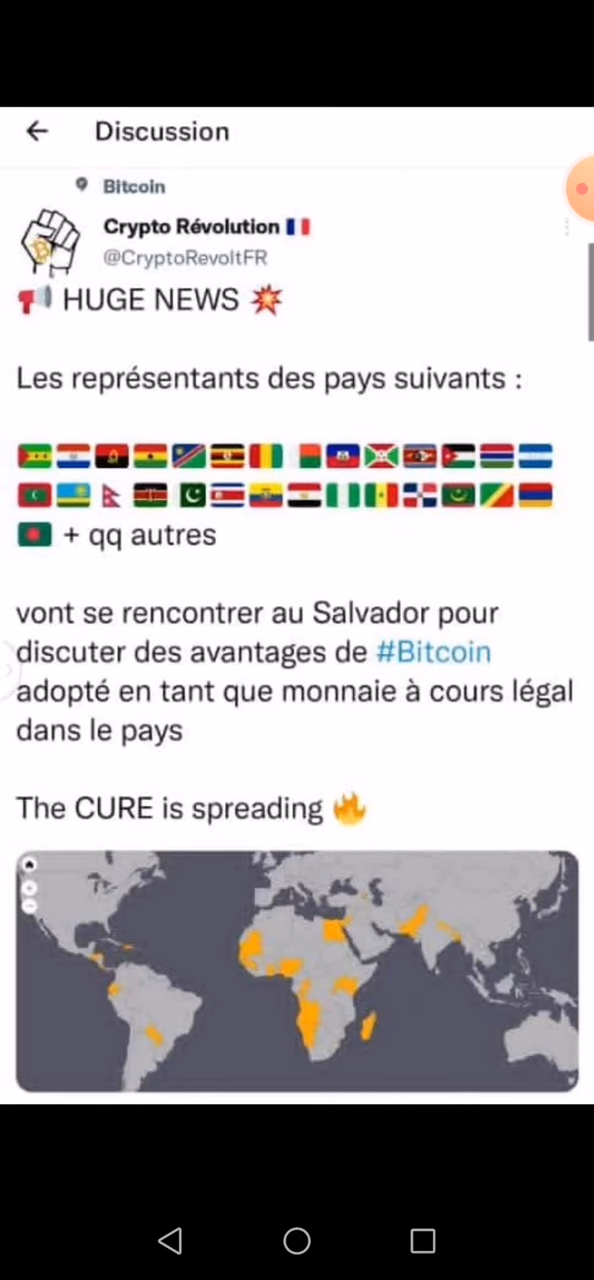 Discussion
Bitcoin
Crypto Révolution 🇫🇷
@CryptoRevoltFR
📢 HUGE NEWS 💥
Les représentants des pays suivants :
🇸🇹 🇵🇾 🇦🇴 🇬🇭 🇳🇦 🇺🇬 🇬🇳 🇲🇬 🇭🇹 🇧🇮 🇸🇿 🇯🇴 🇬🇲 🇭🇳
🇲🇻 🇷🇼 🇳🇵 🇰🇪 🇵🇰 🇨🇷 🇪🇨 🇪🇬 🇳🇬 🇸🇳 🇩🇴 🇲🇷 🇨🇬 🇦🇲
🇧🇩 + qq autres
vont se rencontrer au Salvador pour
discuter des avantages de #Bitcoin
adopté en tant que monnaie à cours légal
dans le pays
The CURE is spreading 🔥